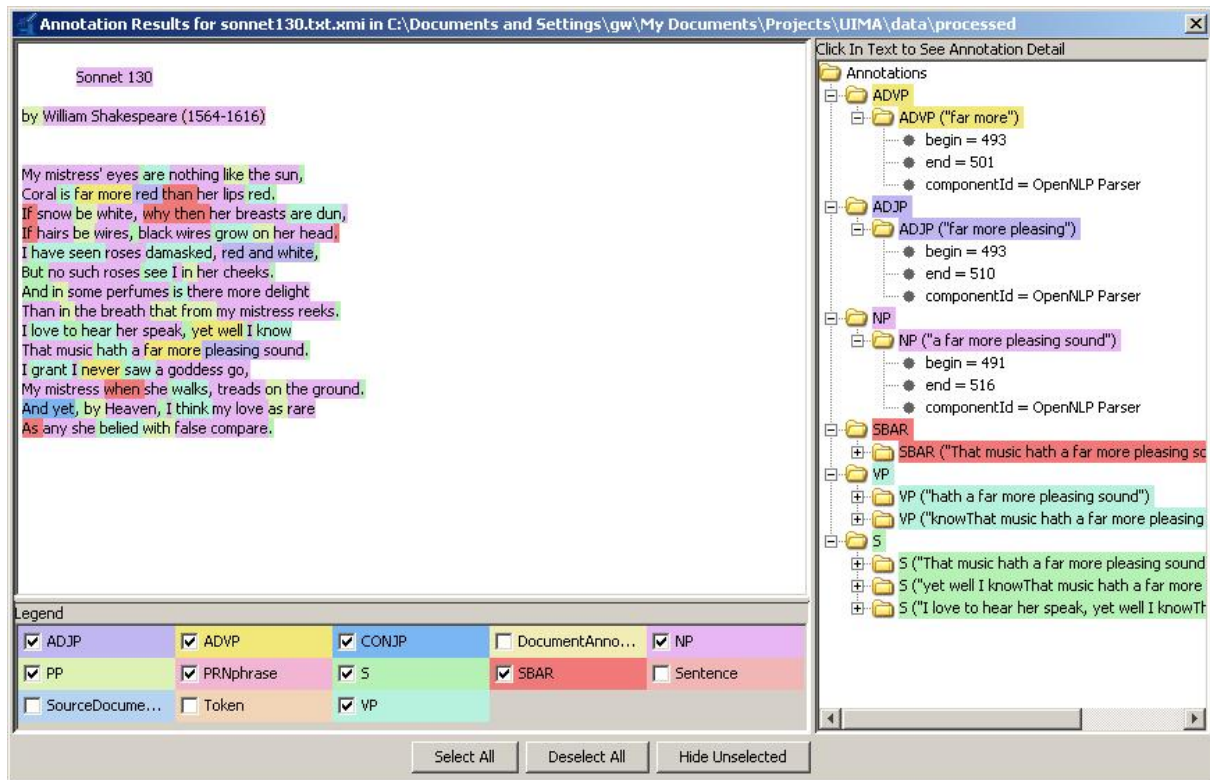 Annotation Results for sonnet130.txt.xmi in C:\Documents and Settings\gw\My Documents\Projects\UIMA\data\processed
Sonnet 130
by William Shakespeare (1564-1616)
My mistress' eyes are nothing like the sun,
Coral is far more red than her lips red.
If snow be white, why then her breasts are dun,
If hairs be wires, black wires grow on her head,
I have seen roses damasked, red and white,
But no such roses see I in her cheeks.
And in some perfumes is there more delight
Than in the breath that from my mistress reeks.
I love to hear her speak, yet well I know
That music hath a far more pleasing sound.
I grant I never saw a goddess go,
My mistress when she walks, treads on the ground.
And yet, by Heaven, I think my love as rare
As any she belied with false compare.
Legend
ADJP
ADVP
CONJP
DocumentAnno...
NP
PP
PRNphrase
S
SBAR
Sentence
SourceDocume...
Token
VP
Select All
Deselect All
Hide Unselected
Click In Text to See Annotation Detail
Annotations
ADVP
ADVP ("far more")
begin = 493
end = 501
componentId = OpenNLP Parser
ADJP
ADJP ("far more pleasing")
begin = 493
end = 510
componentId = OpenNLP Parser
NP
NP ("a far more pleasing sound")
begin = 491
end = 516
componentId = OpenNLP Parser
SBAR
SBAR ("That music hath a far more pleasing sc
VP
VP ("hath a far more pleasing sound")
VP ("knowThat music hath a far more pleasing
S
S ("That music hath a far more pleasing sound
S ("yet well I knowThat music hath a far more
S ("I love to hear her speak, yet well I knowTh